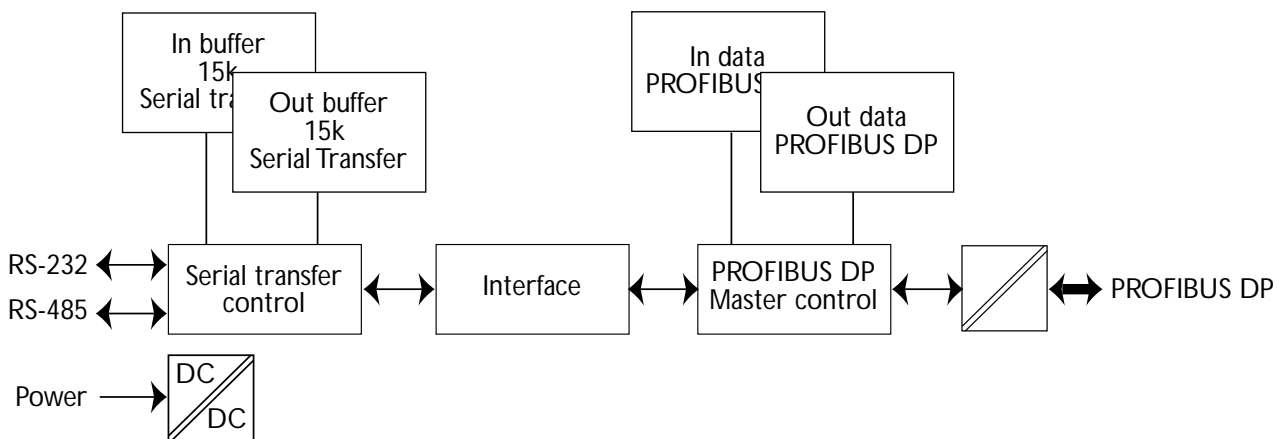 In buffer
15k
Serial tra
Out buffer
15k
Serial Transfer
In data
PROFIBUS
Out data
PROFIBUS DP
RS-232
RS-485
Serial transfer
control
Interface
PROFIBUS DP
Master control
PROFIBUS DP
Power
DC
DC